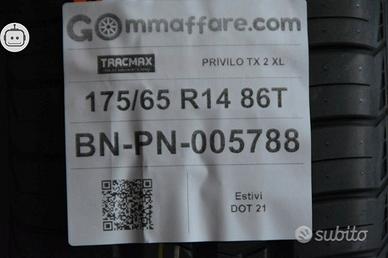 GOmmaffare.com
TRACMAX
PRIVILO TX 2 XL
175/65 R14 86T
BN-PN-005788
Estivi
DOT 21
subito